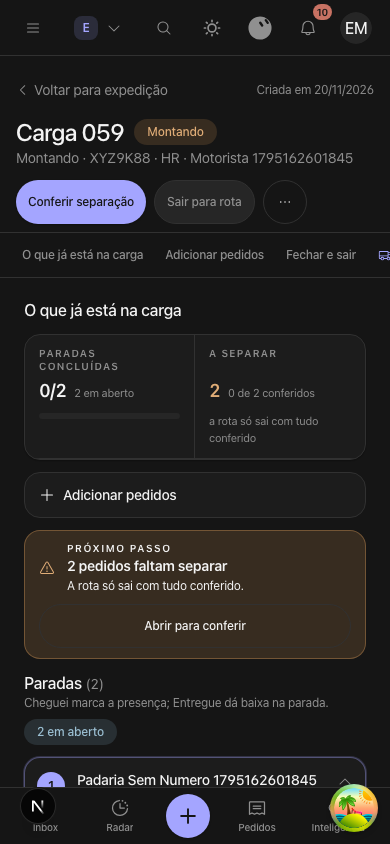 E
10
EM
Voltar para expedição
Criada em 20/11/2026
Carga 059
Montando
Montando · XYZ9K88 · HR · Motorista 1795162601845
Conferir separação
Sair para rota
...
O que já está na carga
Adicionar pedidos
Fechar e sair
O que já está na carga
PARADAS
CONCLUÍDAS
0/2 2 em aberto
A SEPARAR
2 0 de 2 conferidos
a rota só sai com tudo
conferido
Adicionar pedidos
PRÓXIMO PASSO
2 pedidos faltam separar
A rota só sai com tudo conferido.
Abrir para conferir
Paradas (2)
Cheguei marca a presença; Entregue dá baixa na parada.
2 em aberto
1
Padaria Sem Numero 1795162601845
N
Inbox
Radar
Pedidos